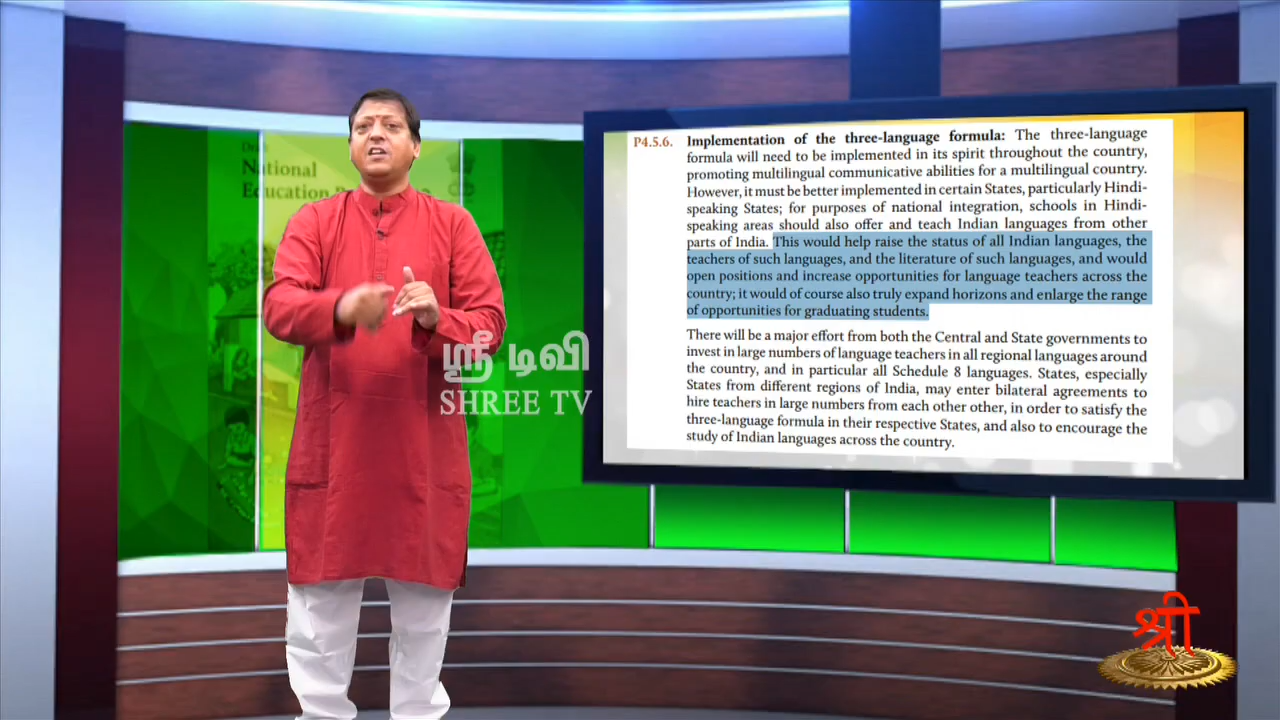 Draft
National
Education Po
P4.5.6. Implementation of the three-language formula: The three-language
formula will need to be implemented in its spirit throughout the country,
promoting multilingual communicative abilities for a multilingual country.
However, it must be better implemented in certain States, particularly Hindi-
speaking States; for purposes of national integration, schools in Hindi-
speaking areas should also offer and teach Indian languages from other
parts of India. This would help raise the status of all Indian languages, the
teachers of such languages, and the literature of such languages, and would
open positions and increase opportunities for language teachers across the
country; it would of course also truly expand horizons and enlarge the range
of opportunities for graduating students.
There will be a major effort from both the Central and State governments to
invest in large numbers of language teachers in all regional languages around
the country, and in particular all Schedule 8 languages. States, especially
States from different regions of India, may enter bilateral agreements to
hire teachers in large numbers from each other other, in order to satisfy the
three-language formula in their respective States, and also to encourage the
study of Indian languages across the country.
ஸ்ரீ டிவி
SHREE TV
श्री